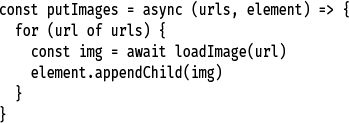 const putImages = async (urls, element) => {
  for (url of urls) {
    const img = await loadImage(url)
    element.appendChild(img)
  }
}